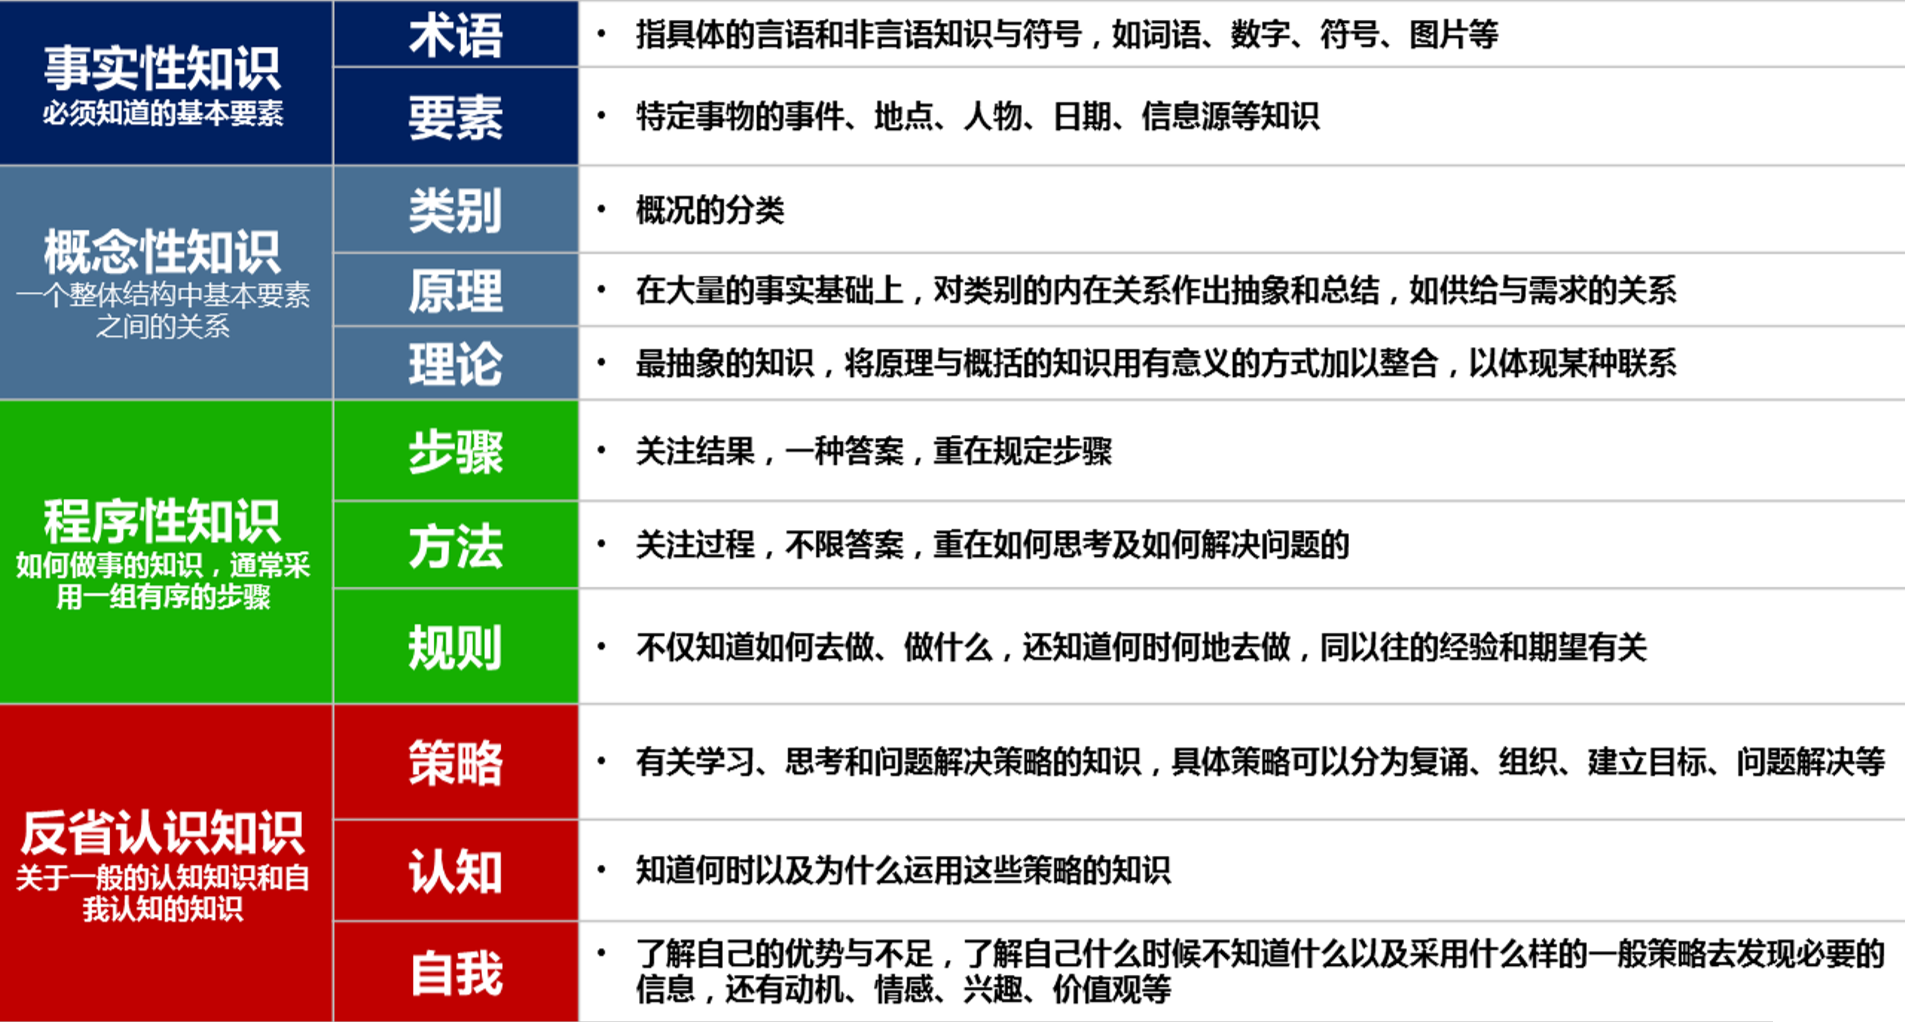 事实性知识
必须知道的基本要素
术语
• 指具体的言语和非言语知识与符号，如词语、数字、符号、图片等
要素
• 特定事物的事件、地点、人物、日期、信息源等知识
概念性知识
一个整体结构中基本要素
之间的关系
类别
• 概况的分类
原理
• 在大量的事实基础上，对类别的内在关系作出抽象和总结，如供给与需求的关系
理论
• 最抽象的知识，将原理与概括的知识用有意义的方式加以整合，以体现某种联系
程序性知识
如何做事的知识，通常采
用一组有序的步骤
步骤
• 关注结果，一种答案，重在规定步骤
方法
• 关注过程，不限答案，重在如何思考及如何解决问题的
规则
• 不仅知道如何去做、做什么，还知道何时何地去做，同以往的经验和期望有关
反省认识知识
关于一般的认知知识和自
我认知的知识
策略
• 有关学习、思考和问题解决策略的知识，具体策略可以分为复诵、组织、建立目标、问题解决等
认知
• 知道何时以及为什么运用这些策略的知识
自我
• 了解自己的优势与不足，了解自己什么时候不知道什么以及采用什么样的一般策略去发现必要的
信息，还有动机、情感、兴趣、价值观等